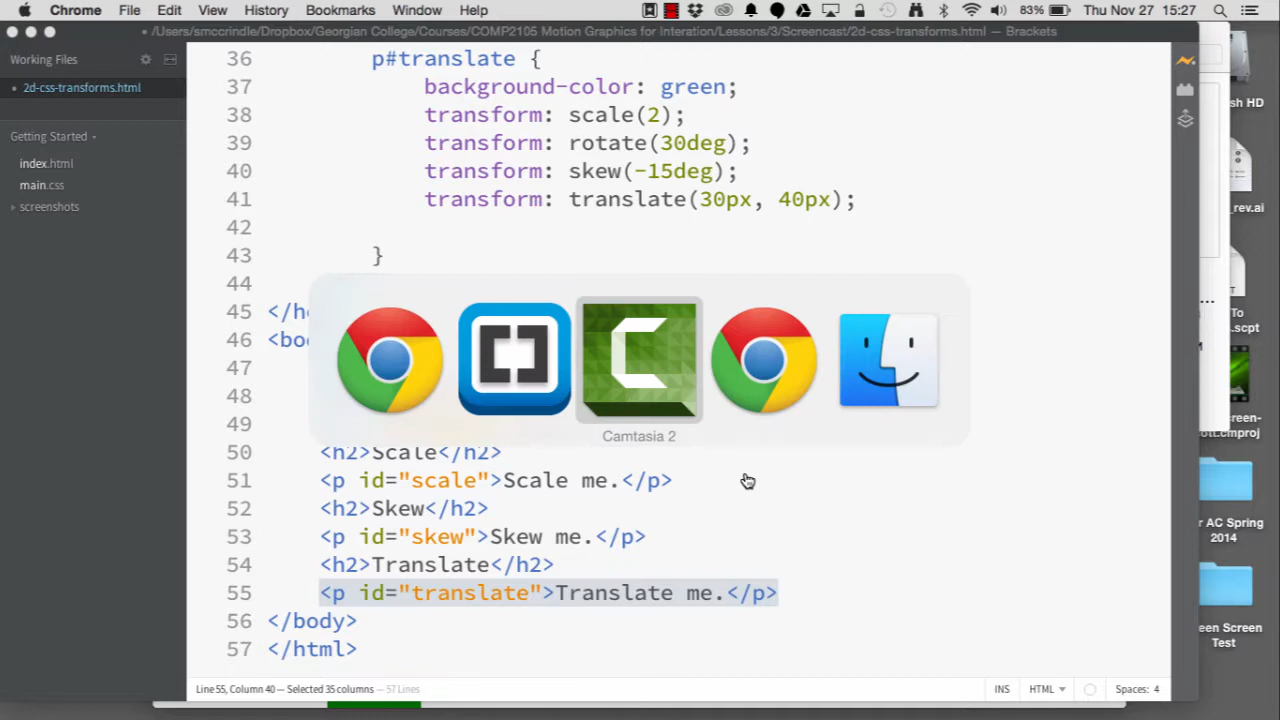 Chrome File Edit View History Bookmarks Window Help 83% Thu Nov 27 15:27
• /Users/smccrindle/Dropbox/Georgian College/Courses/COMP2105 Motion Graphics for Interation/Lessons/3/Screencast/2d-css-transforms.html — Brackets
Working Files
• 2d-css-transforms.html
Getting Started
index.html
main.css
screenshots
36 p#translate {
37 background-color: green;
38 transform: scale(2);
39 transform: rotate(30deg);
40 transform: skew(-15deg);
41 transform: translate(30px, 40px);
42
43 }
44
45 </he
46 <boo
47
48
49
50 <h2>Scale</h2>
51 <p id="scale">Scale me.</p>
52 <h2>Skew</h2>
53 <p id="skew">Skew me.</p>
54 <h2>Translate</h2>
55 <p id="translate">Translate me.</p>
56 </body>
57 </html>
Camtasia 2
Line 55, Column 40 — Selected 35 columns — 57 Lines
INS HTML Spaces: 4
sh HD
_rev.ai
To
.scpt
creen-
ott.cmproj
r AC Spring
2014
een Screen
Test